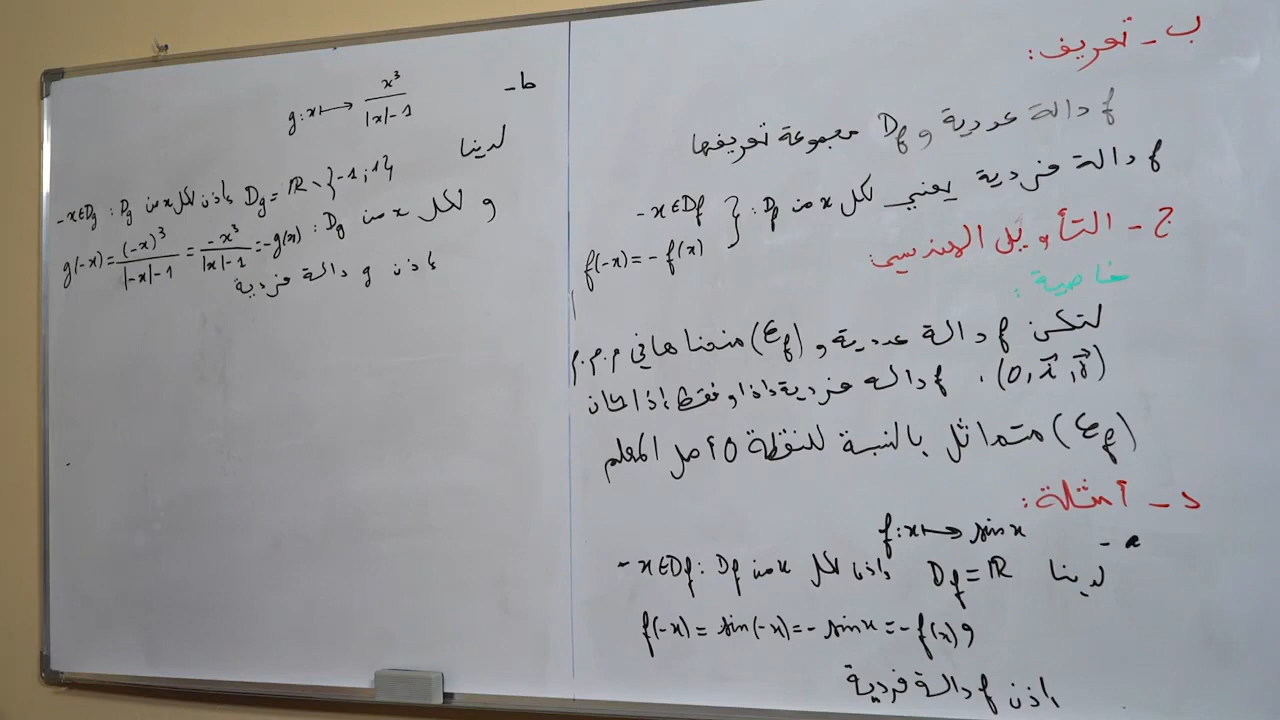 ب - تعريف:
f دالة عددية و Df مجموعة تعريفها
f دالة فردية يعني لكل x من Df : { -x∈Df
f(-x) = -f(x)
ج - التأويل الهندسي:
خاصية:
لتكن f دالة عددية و (Cf) منحناها في م.م.م
(O, i⃗, j⃗). f دالة فردية إذا وفقط إذا كان
(Cf) متماثل بالنسبة للنقطة O أصل المعلم
د - أمثلة:
a- f: x ⟼ sin x
لدينا Df = ℝ إذن لكل x من Df : -x∈Df
و f(-x) = sin(-x) = -sin x = -f(x)
إذن f دالة فردية
b- g: x ⟼ x³/(|x|-1)
لدينا
Dg = ℝ \ {-1;1} إذن لكل x من Dg : -x∈Dg
و لكل x من Dg : g(-x) = (-x)³/(|-x|-1) = -x³/(|x|-1) = -g(x)
إذن g دالة فردية